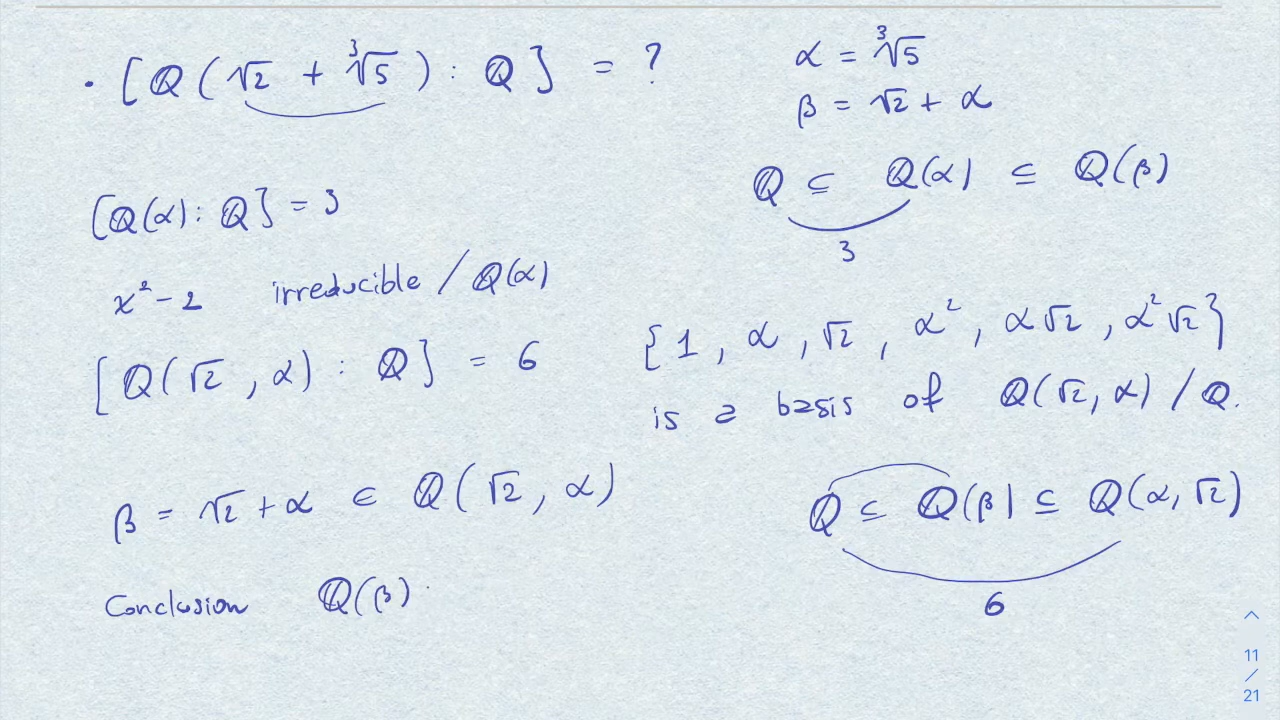 · [ℚ(√2 + ∛5) : ℚ] = ?
α = ∛5
β = √2 + α
ℚ ⊆ ℚ(α) ⊆ ℚ(β)
3
[ℚ(α) : ℚ] = 3
x² - 2 irreducible / ℚ(α)
[ℚ(√2, α) : ℚ] = 6
{1, α, √2, α², α√2, α²√2}
is a basis of ℚ(√2, α) / ℚ.
β = √2 + α ∈ ℚ(√2, α)
ℚ ⊆ ℚ(β) ⊆ ℚ(α, √2)
6
Conclusion ℚ(β)
11
/
21